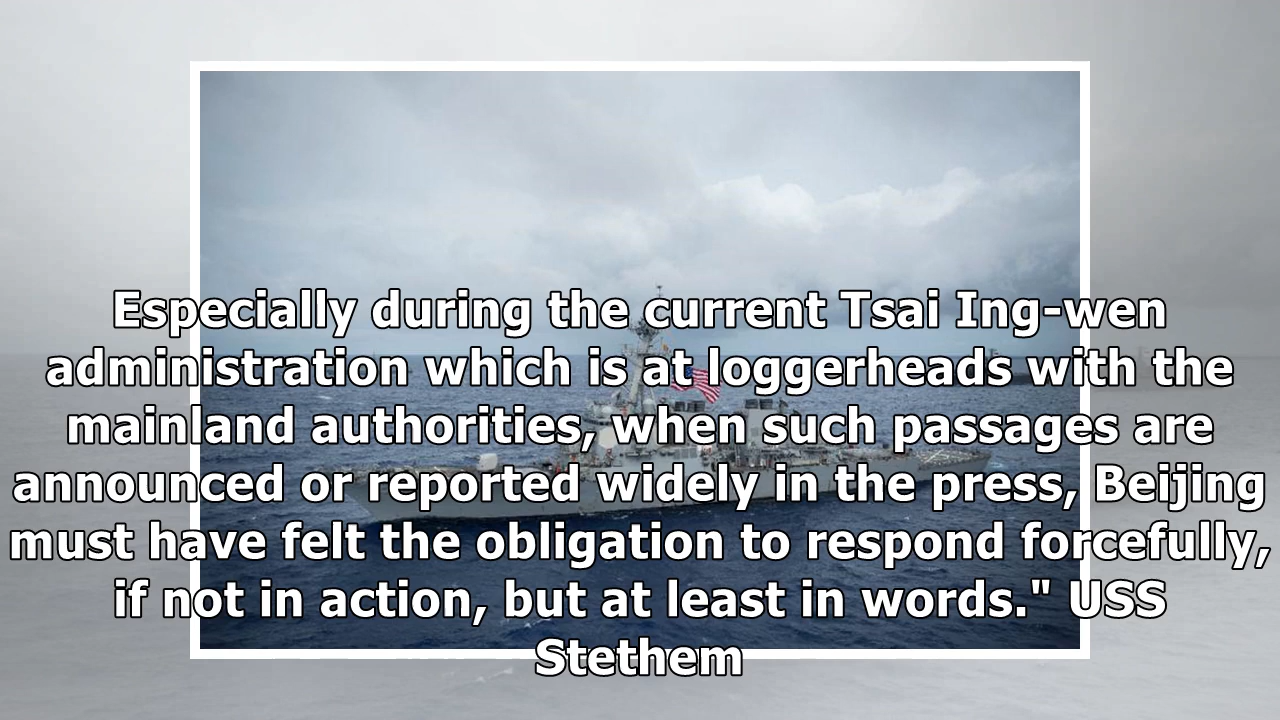 Especially during the current Tsai Ing-wen
administration which is at loggerheads with the
mainland authorities, when such passages are
announced or reported widely in the press, Beijing
must have felt the obligation to respond forcefully,
if not in action, but at least in words." USS
Stethem